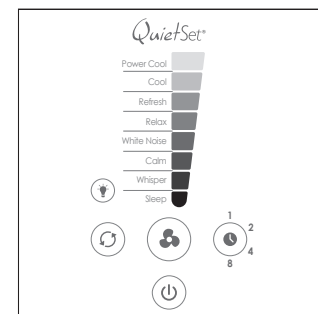 QuietSet®
Power Cool
Cool
Refresh
Relax
White Noise
Calm
Whisper
Sleep
1
2
4
8